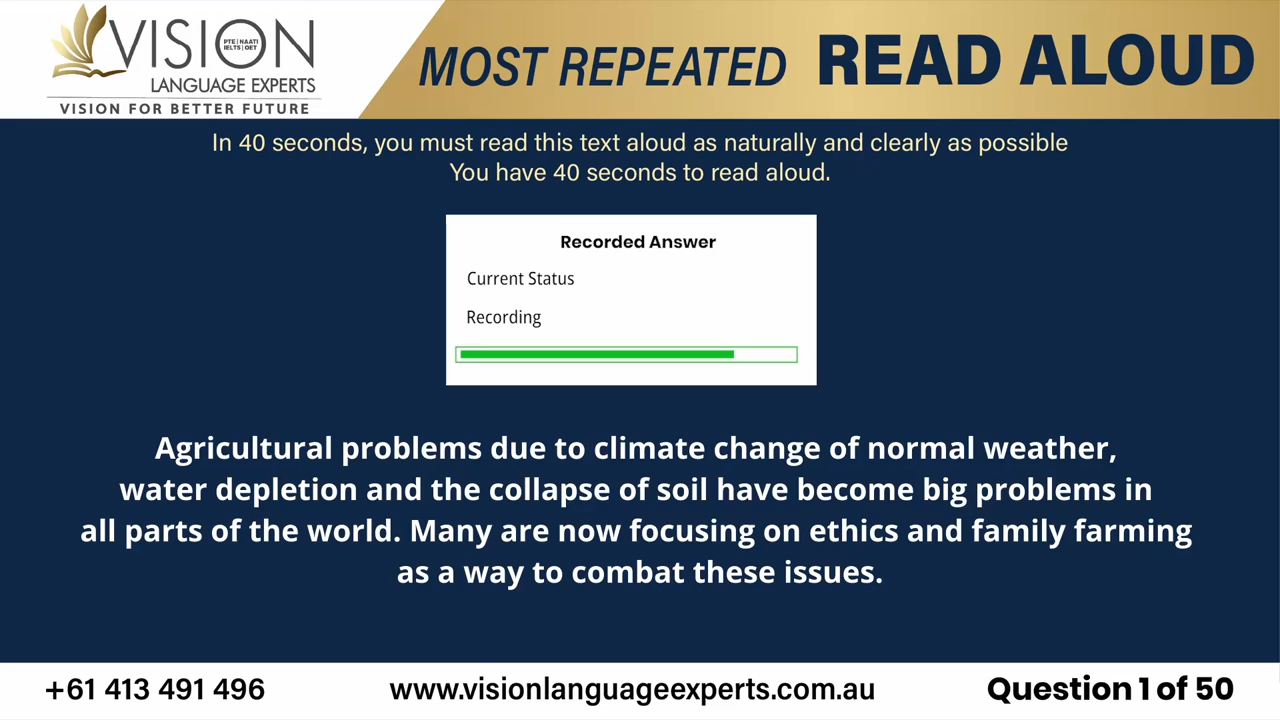 VISION
PTE | NAATI
IELTS | OET
LANGUAGE EXPERTS
VISION FOR BETTER FUTURE
MOST REPEATED READ ALOUD
In 40 seconds, you must read this text aloud as naturally and clearly as possible
You have 40 seconds to read aloud.
Recorded Answer
Current Status
Recording
Agricultural problems due to climate change of normal weather,
water depletion and the collapse of soil have become big problems in
all parts of the world. Many are now focusing on ethics and family farming
as a way to combat these issues.
+61 413 491 496
www.visionlanguageexperts.com.au
Question 1 of 50